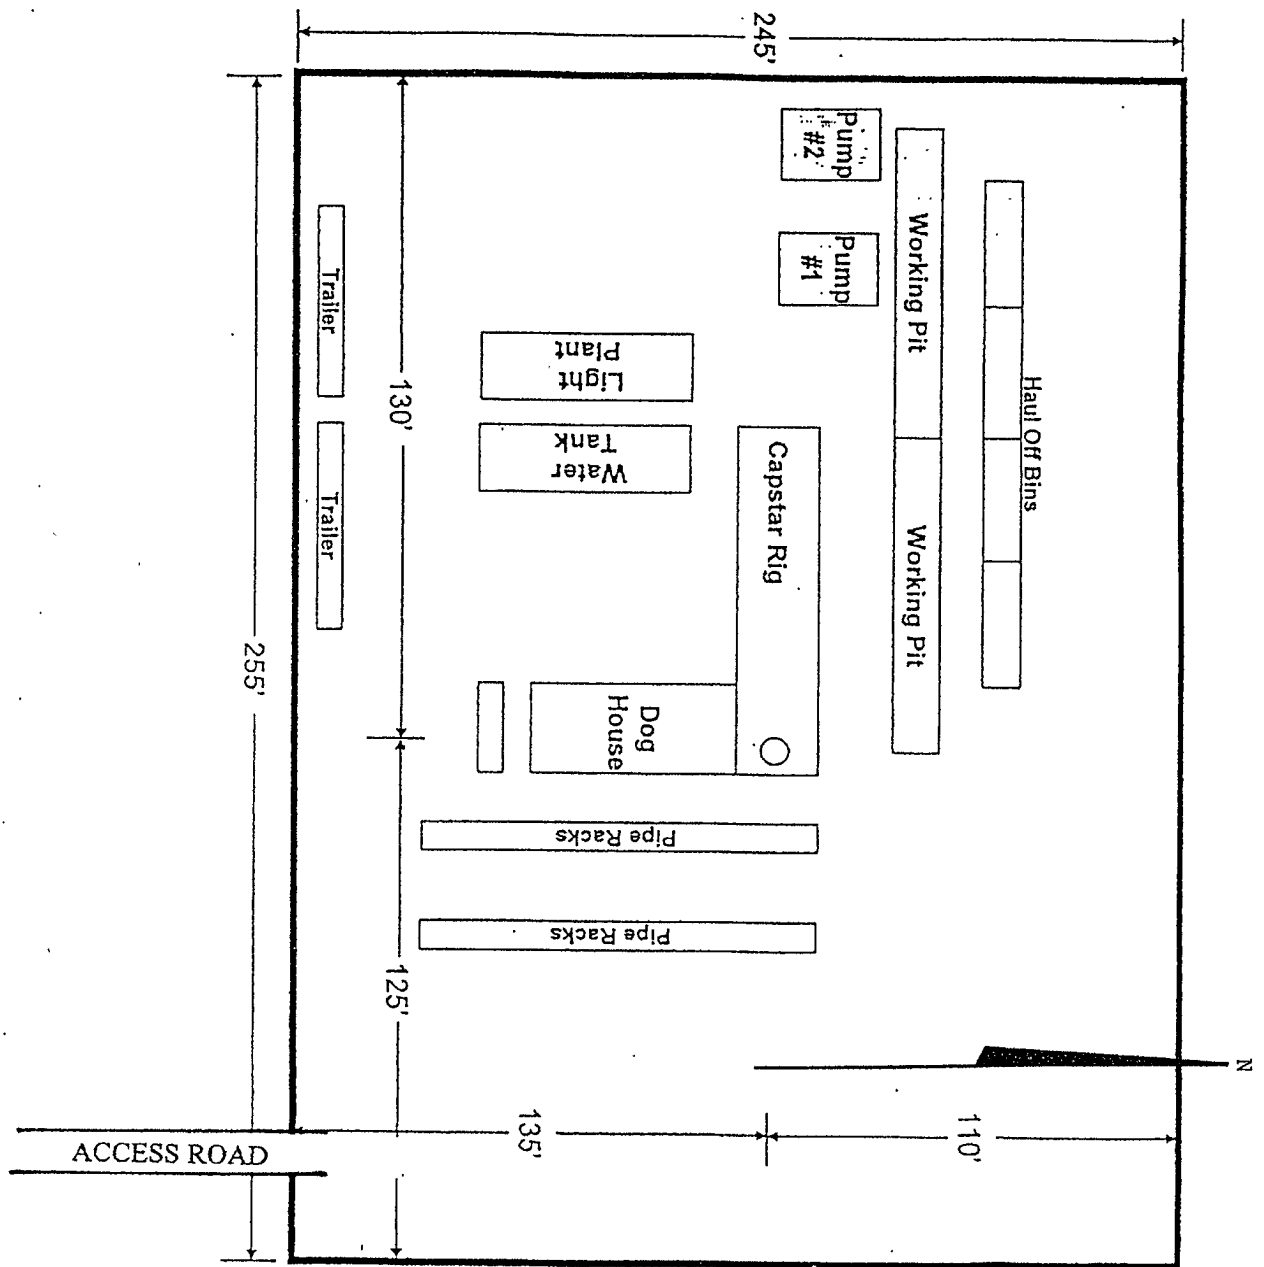 245'
Pump
#2
Pump
#1
Working Pit
Working Pit
Haul Off Bins
Trailer
Trailer
130'
Light
Plant
Water
Tank
Capstar Rig
255'
Dog
House
Pipe Racks
Pipe Racks
125'
N
135'
110'
ACCESS ROAD